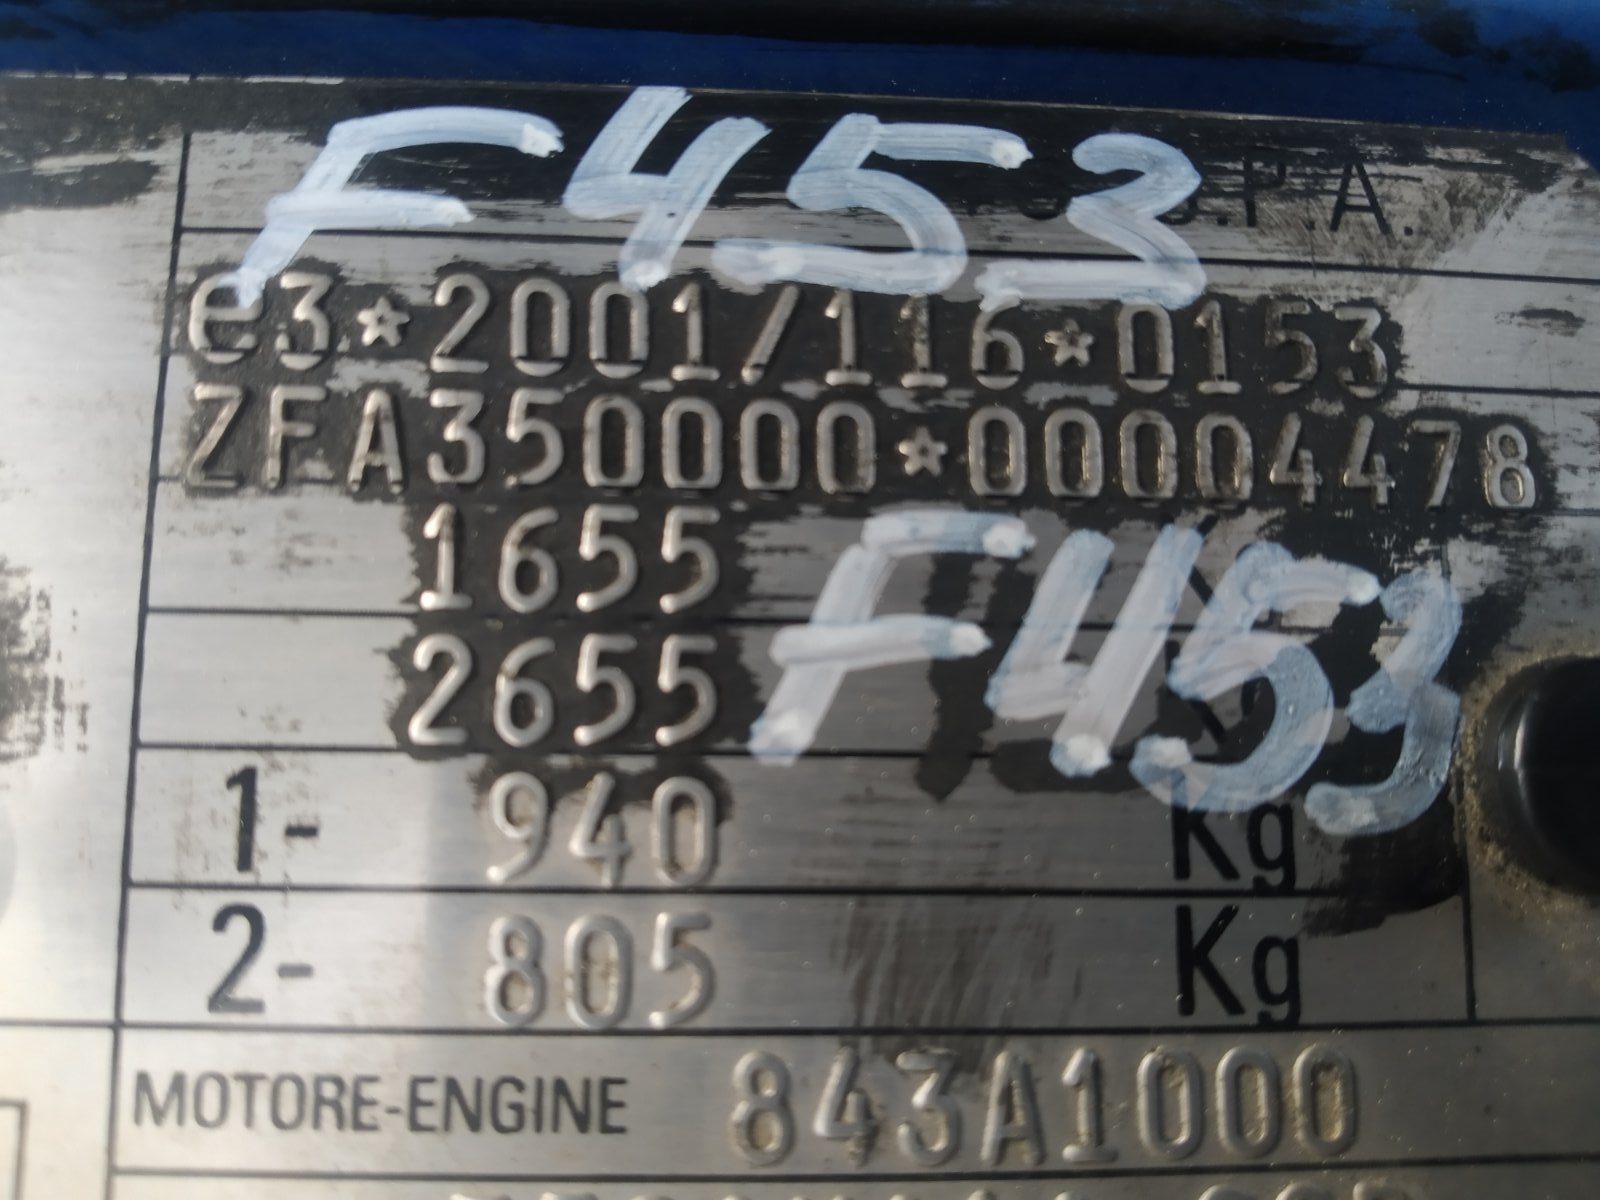 F453
S.P.A.
e3*2001/116*0153
ZFA350000*00004478
1655
F453
2655
1- 940 Kg
2- 805 Kg
MOTORE-ENGINE 843A1000